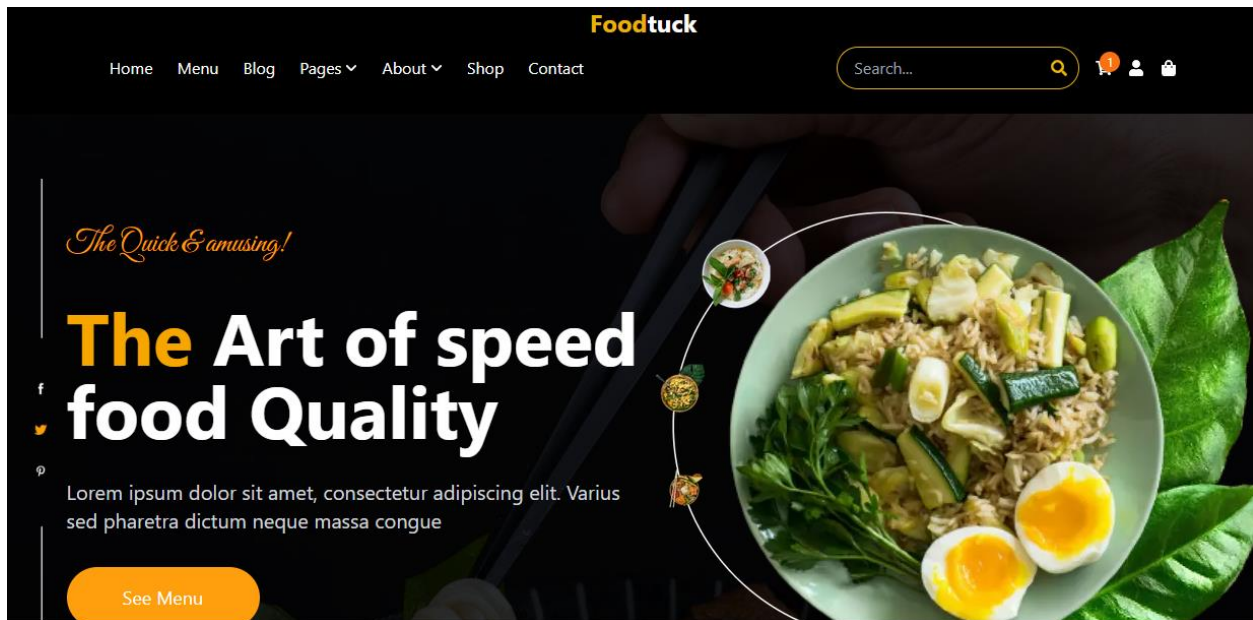 Foodtuck
Home Menu Blog Pages About Shop Contact Search... 1
The Quick & amusing!
The Art of speed
food Quality
Lorem ipsum dolor sit amet, consectetur adipiscing elit. Varius
sed pharetra dictum neque massa congue
See Menu